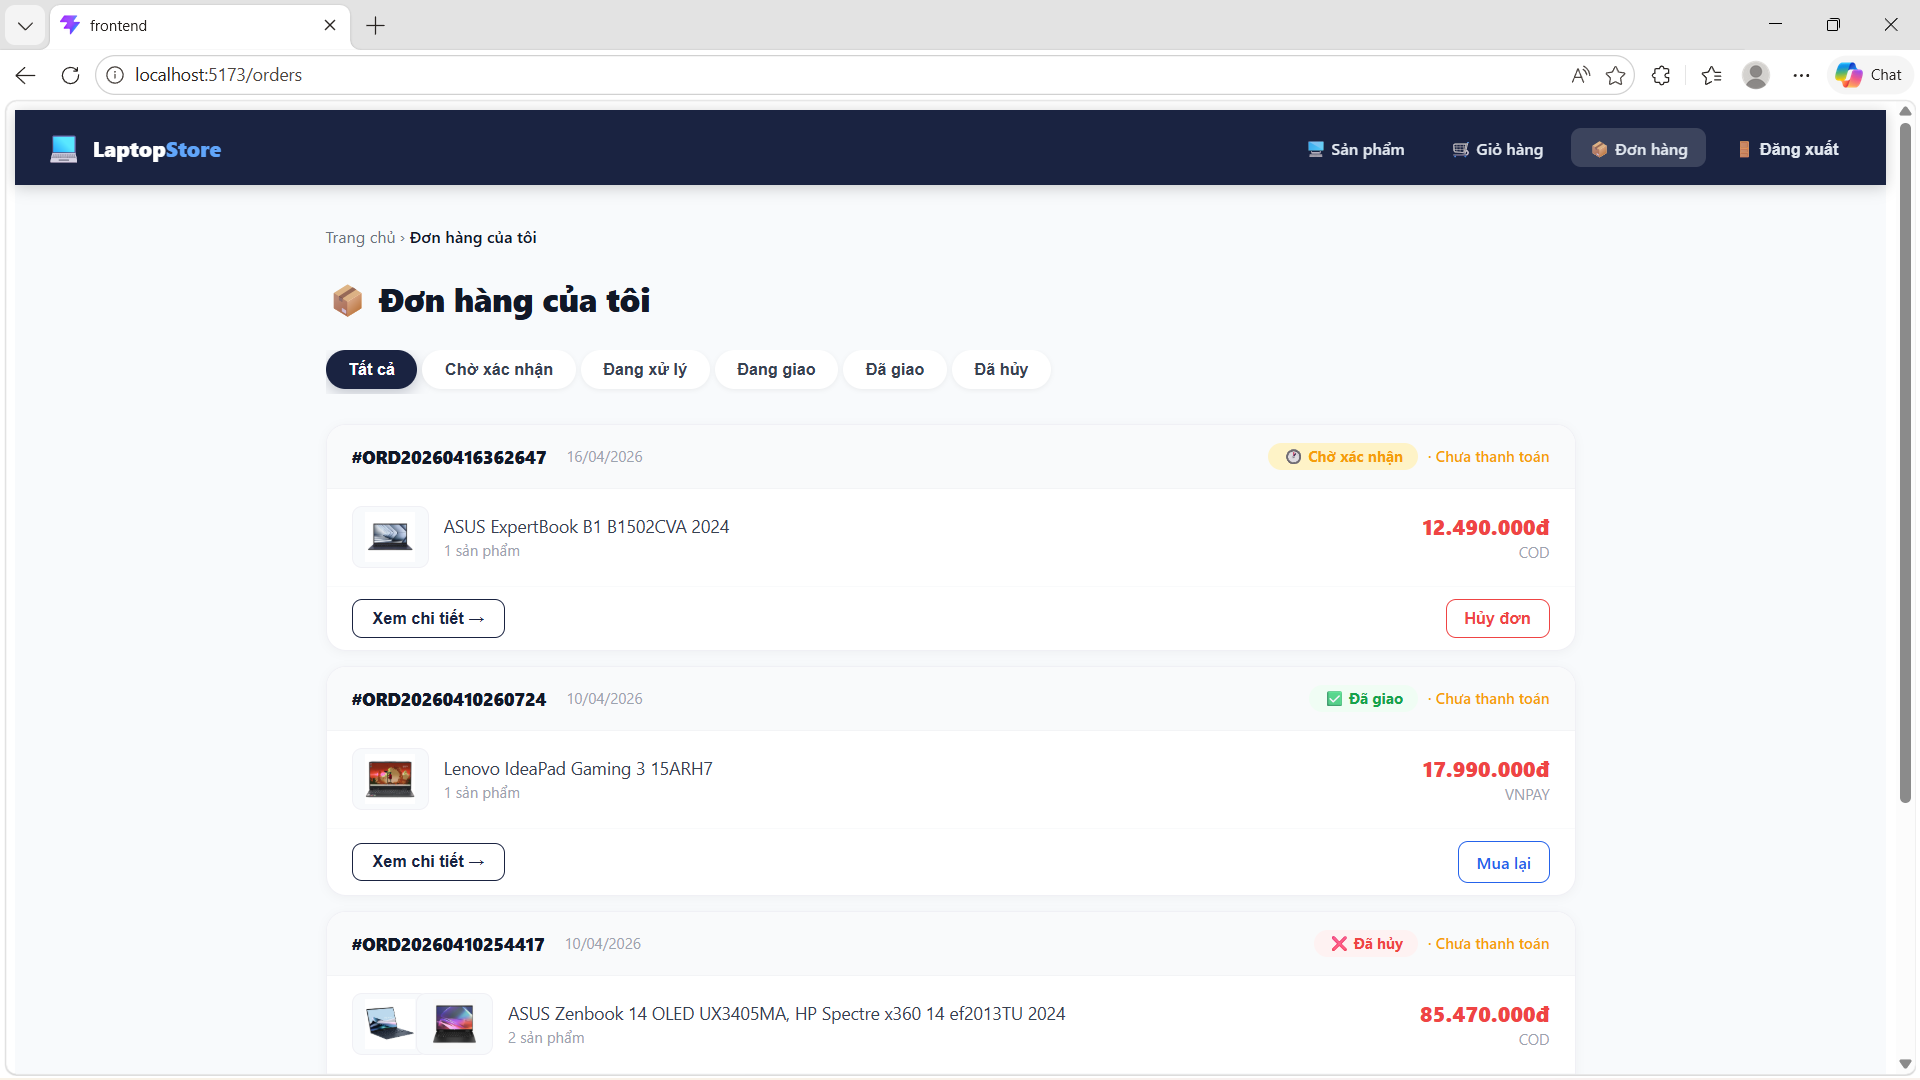 frontend
localhost:5173/orders
Chat
LaptopStore
Sản phẩm
Giỏ hàng
Đơn hàng
Đăng xuất
Trang chủ › Đơn hàng của tôi
Đơn hàng của tôi
Tất cả
Chờ xác nhận
Đang xử lý
Đang giao
Đã giao
Đã hủy
#ORD20260416362647 16/04/2026
Chờ xác nhận · Chưa thanh toán
ASUS ExpertBook B1 B1502CVA 2024
1 sản phẩm
12.490.000đ
COD
Xem chi tiết →
Hủy đơn
#ORD20260410260724 10/04/2026
Đã giao · Chưa thanh toán
Lenovo IdeaPad Gaming 3 15ARH7
1 sản phẩm
17.990.000đ
VNPAY
Xem chi tiết →
Mua lại
#ORD20260410254417 10/04/2026
Đã hủy · Chưa thanh toán
ASUS Zenbook 14 OLED UX3405MA, HP Spectre x360 14 ef2013TU 2024
2 sản phẩm
85.470.000đ
COD